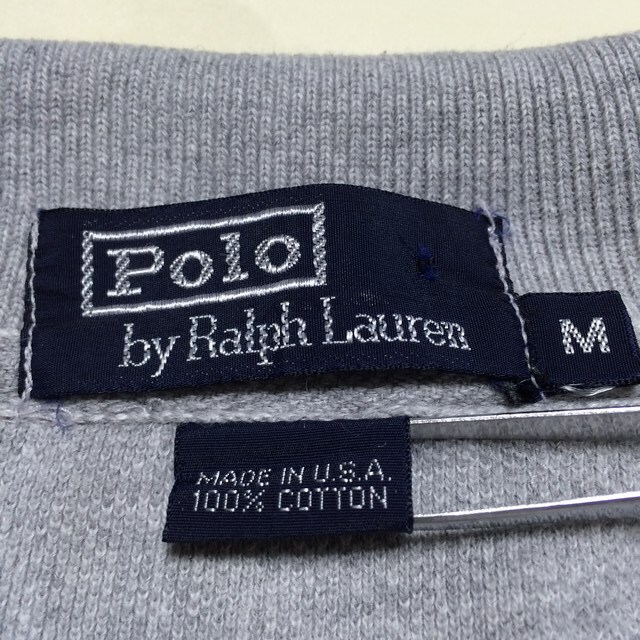 Polo
by Ralph Lauren
M
MADE IN U.S.A.
100% COTTON